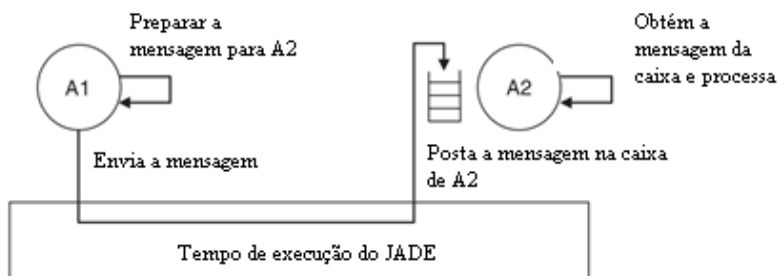 Preparar a
mensagem para A2
A1
Envia a mensagem
Obtém a
mensagem da
caixa e processa
A2
Posta a mensagem na caixa
de A2
Tempo de execução do JADE